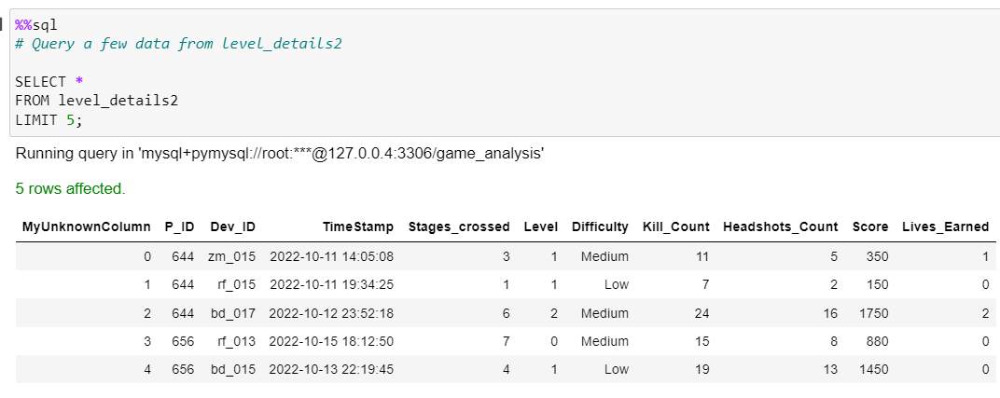 %%sql
# Query a few data from level_details2
SELECT *
FROM level_details2
LIMIT 5;
Running query in 'mysql+pymysql://root:***@127.0.0.4:3306/game_analysis'
5 rows affected.
MyUnknownColumn P_ID Dev_ID TimeStamp Stages_crossed Level Difficulty Kill_Count Headshots_Count Score Lives_Earned
0 644 zm_015 2022-10-11 14:05:08 3 1 Medium 11 5 350 1
1 644 rf_015 2022-10-11 19:34:25 1 1 Low 7 2 150 0
2 644 bd_017 2022-10-12 23:52:18 6 2 Medium 24 16 1750 2
3 656 rf_013 2022-10-15 18:12:50 7 0 Medium 15 8 880 0
4 656 bd_015 2022-10-13 22:19:45 4 1 Low 19 13 1450 0